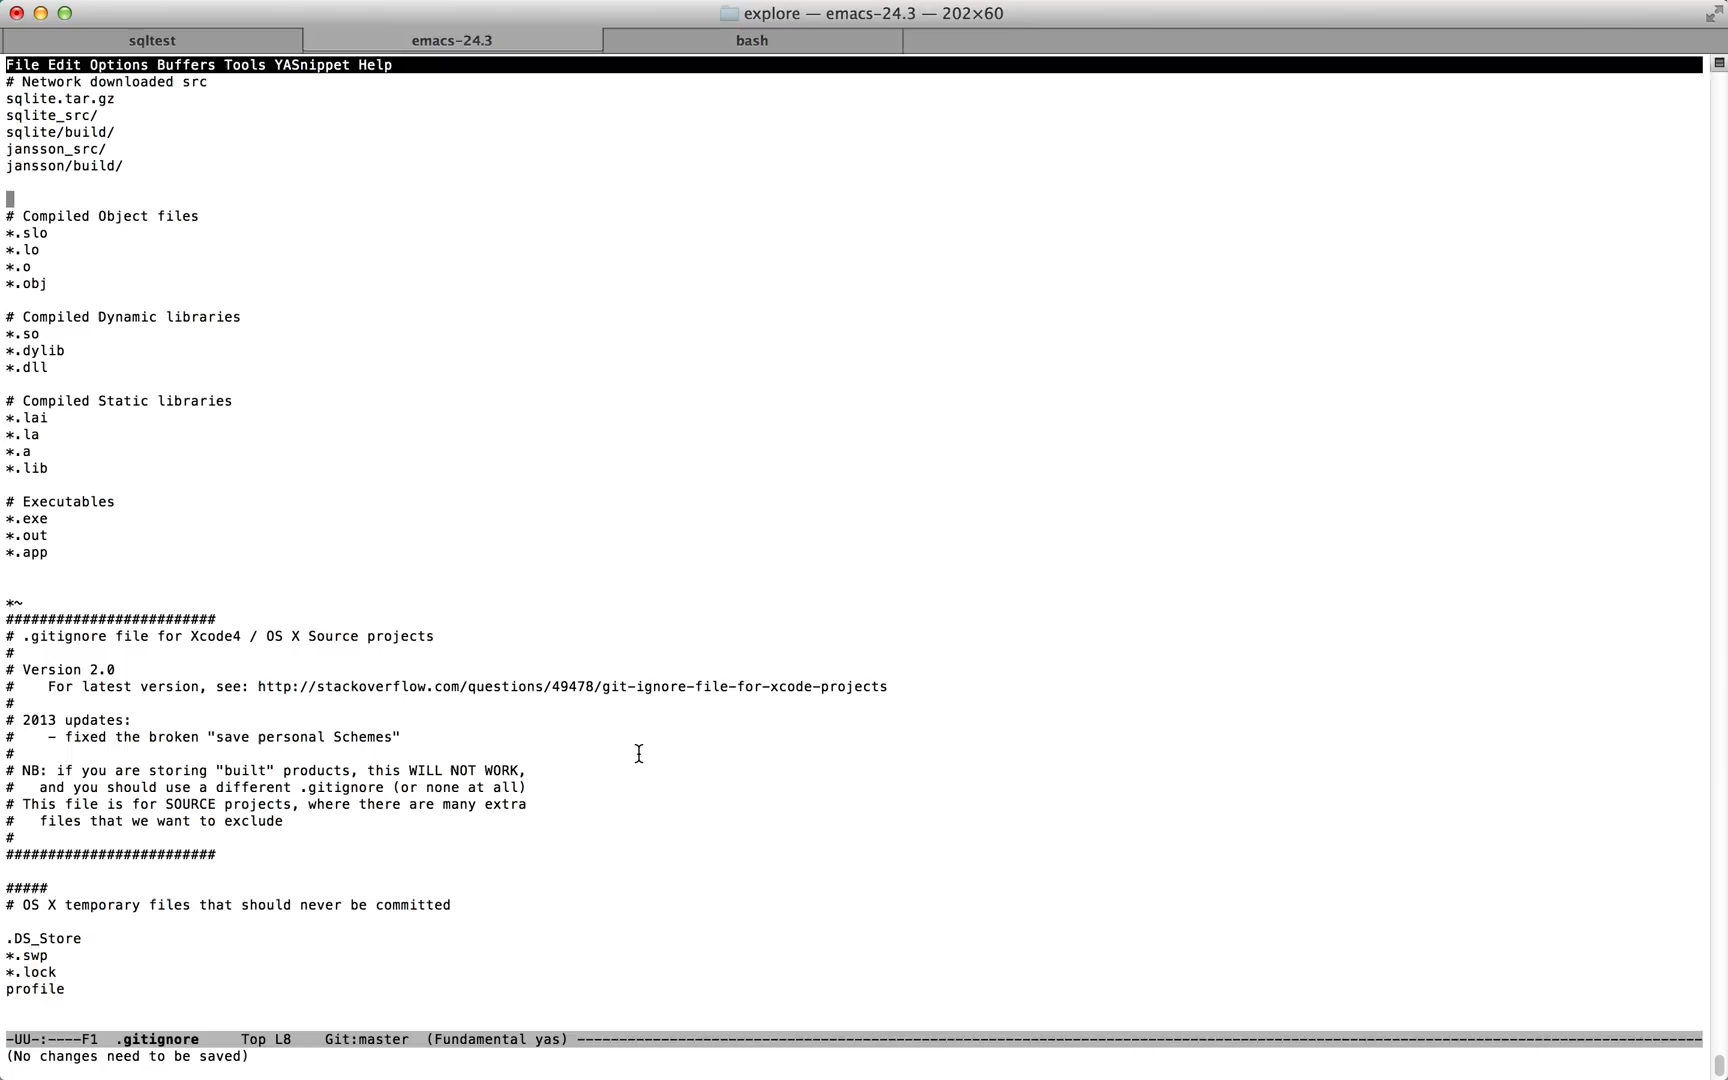 explore — emacs-24.3 — 202×60
sqltest
emacs-24.3
bash
File Edit Options Buffers Tools YASnippet Help
# Network downloaded src
sqlite.tar.gz
sqlite_src/
sqlite/build/
jansson_src/
jansson/build/
# Compiled Object files
*.slo
*.lo
*.o
*.obj
# Compiled Dynamic libraries
*.so
*.dylib
*.dll
# Compiled Static libraries
*.lai
*.la
*.a
*.lib
# Executables
*.exe
*.out
*.app
*~
#########################
# .gitignore file for Xcode4 / OS X Source projects
#
# Version 2.0
#    For latest version, see: http://stackoverflow.com/questions/49478/git-ignore-file-for-xcode-projects
#
# 2013 updates:
#    – fixed the broken "save personal Schemes"
#
# NB: if you are storing "built" products, this WILL NOT WORK,
#   and you should use a different .gitignore (or none at all)
# This file is for SOURCE projects, where there are many extra
#   files that we want to exclude
#
#########################
#####
# OS X temporary files that should never be committed
.DS_Store
*.swp
*.lock
profile
-UU-:----F1  .gitignore     Top L8    Git:master  (Fundamental yas) --------------------------------------------------------------------------------------------------------------------------------------
(No changes need to be saved)